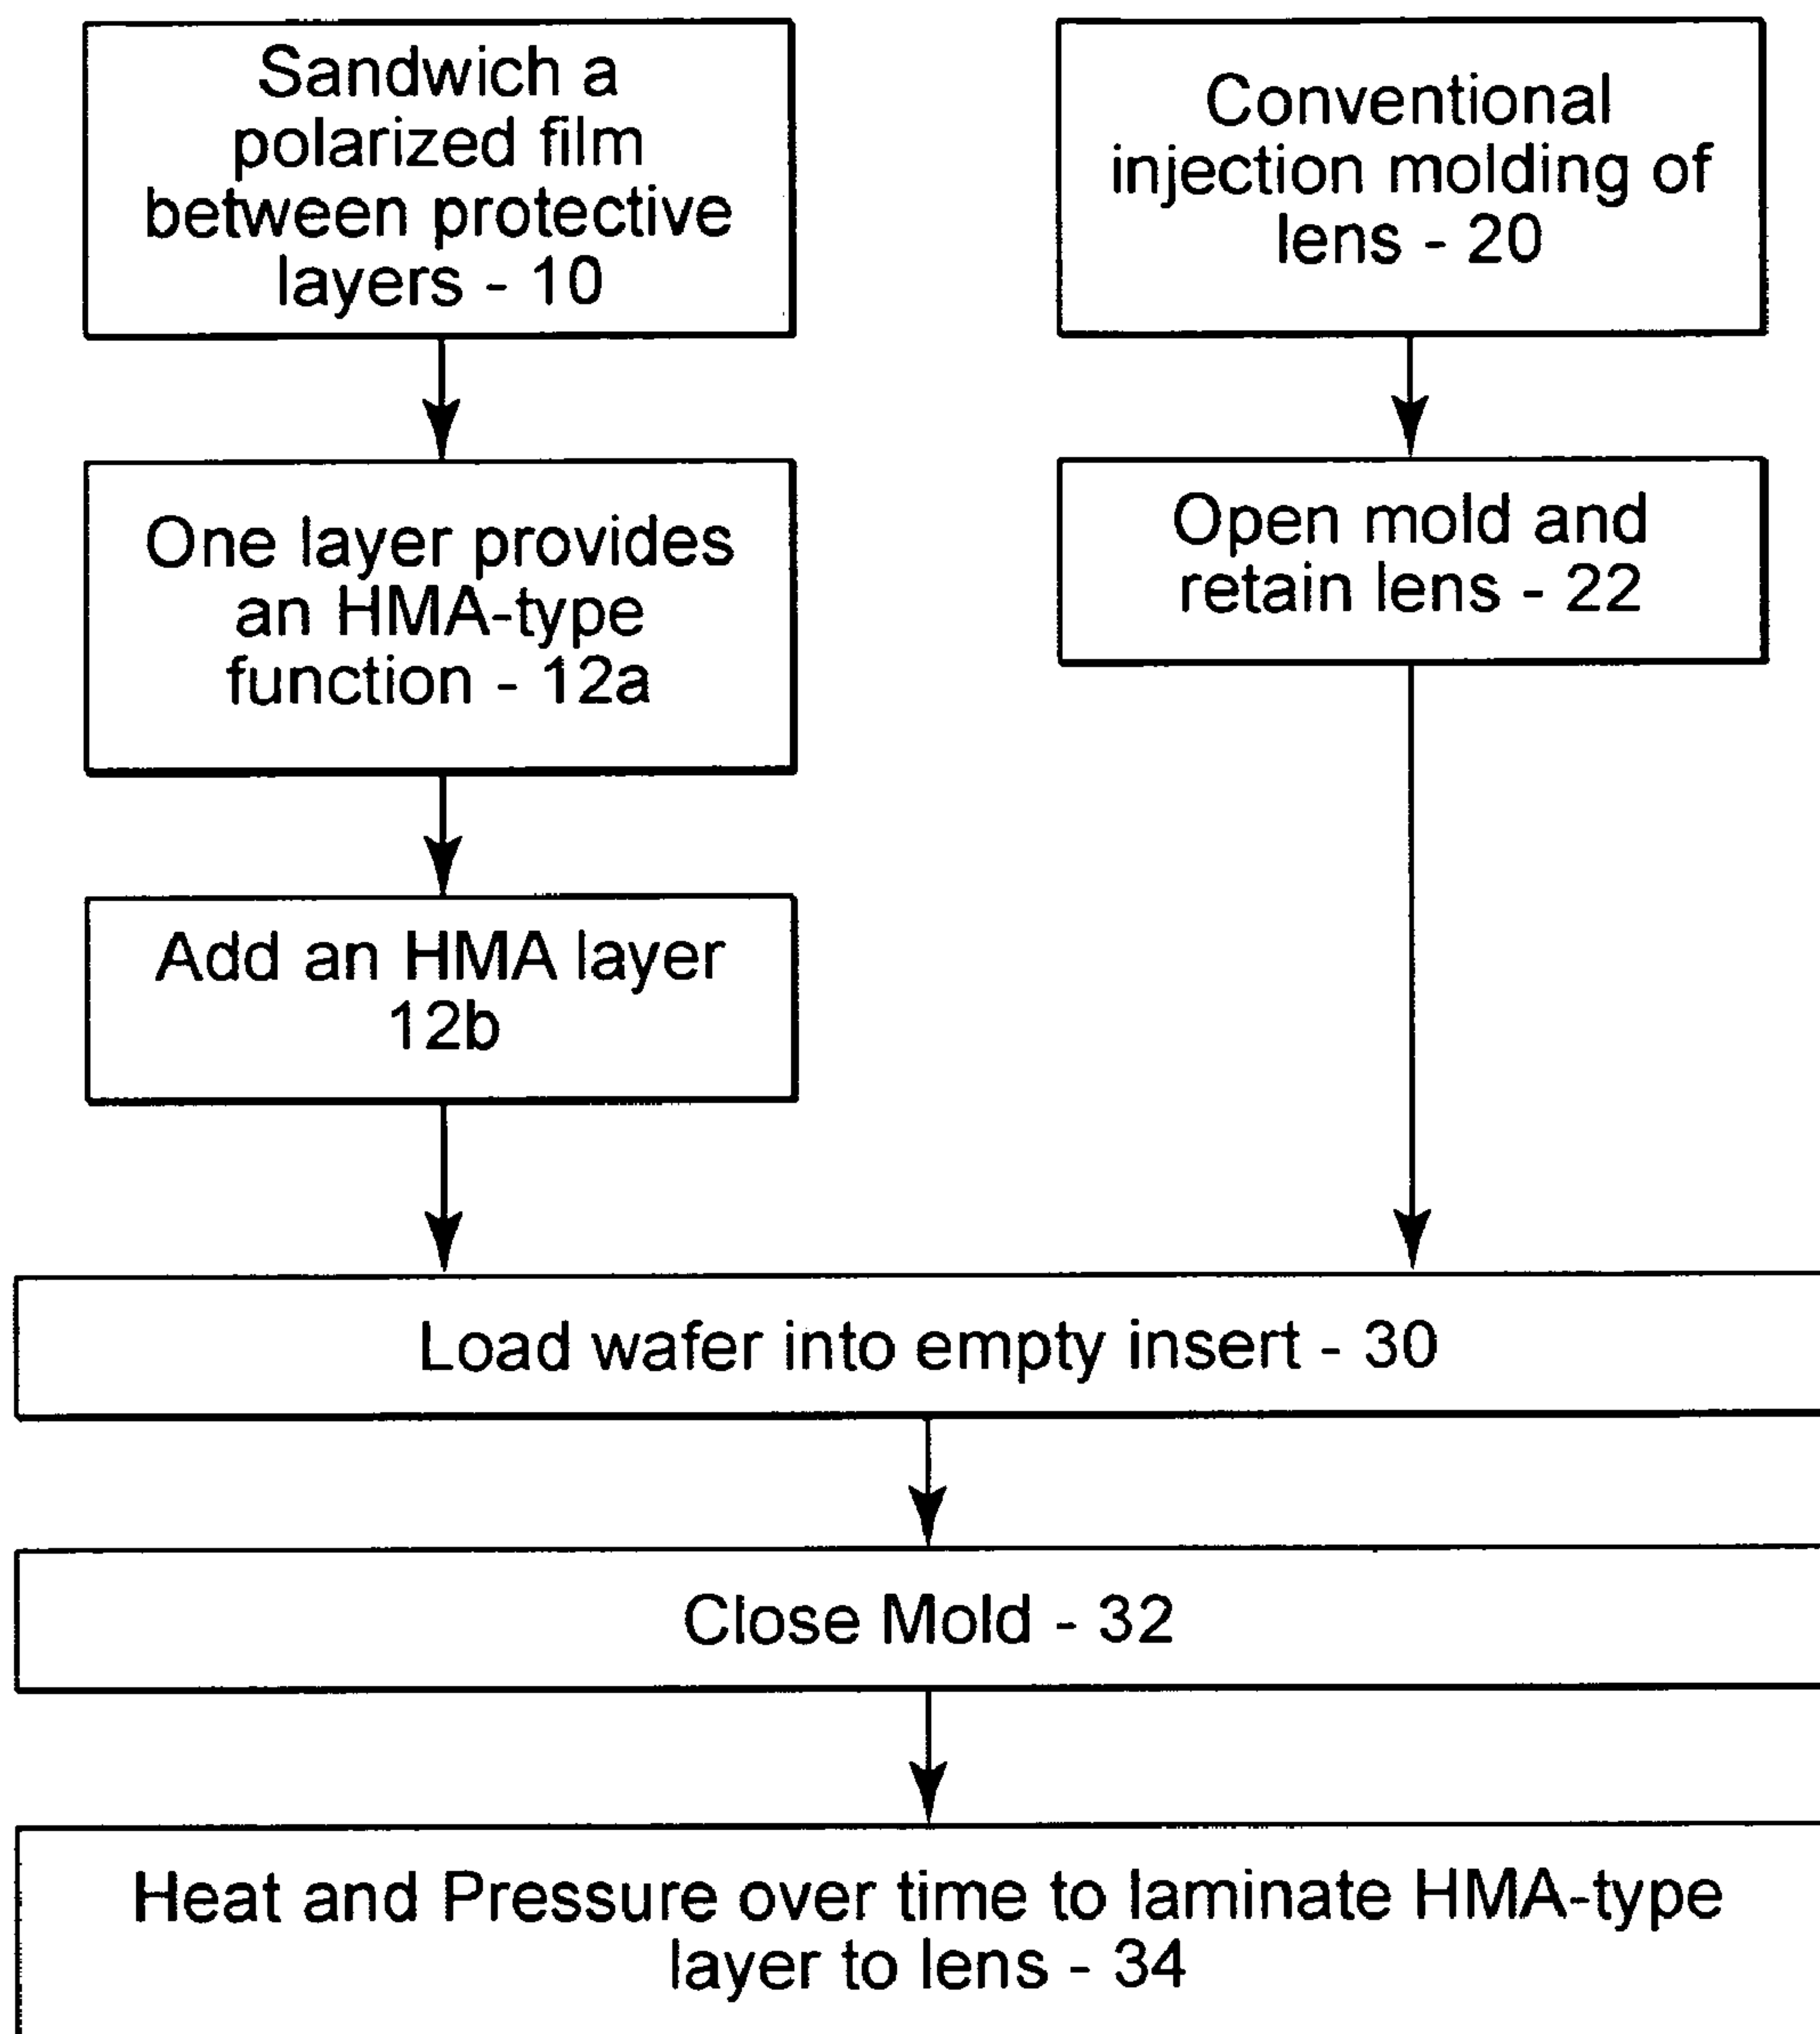 Sandwich a
polarized film
between protective
layers - 10
Conventional
injection molding of
lens - 20
One layer provides
an HMA-type
function - 12a
Open mold and
retain lens - 22
Add an HMA layer
12b
Load wafer into empty insert - 30
Close Mold - 32
Heat and Pressure over time to laminate HMA-type
layer to lens - 34